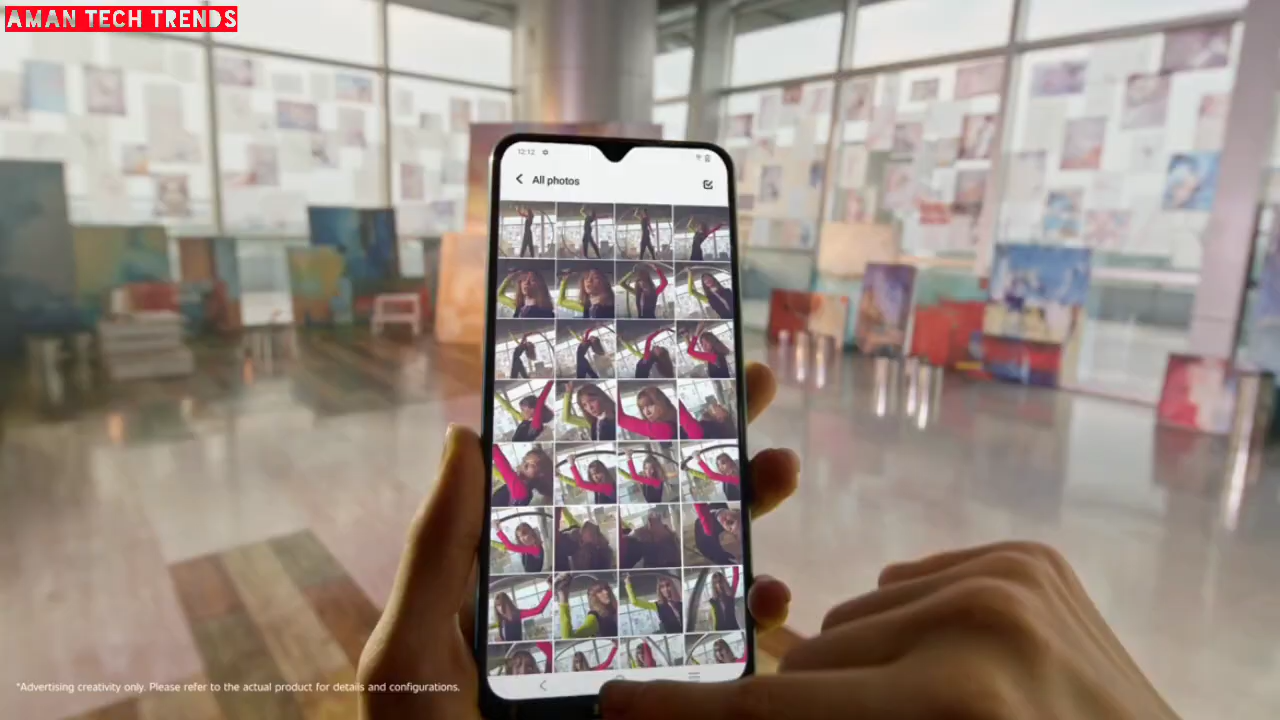 AMAN TECH TRENDS
12:12
All photos
*Advertising creativity only. Please refer to the actual product for details and configurations.